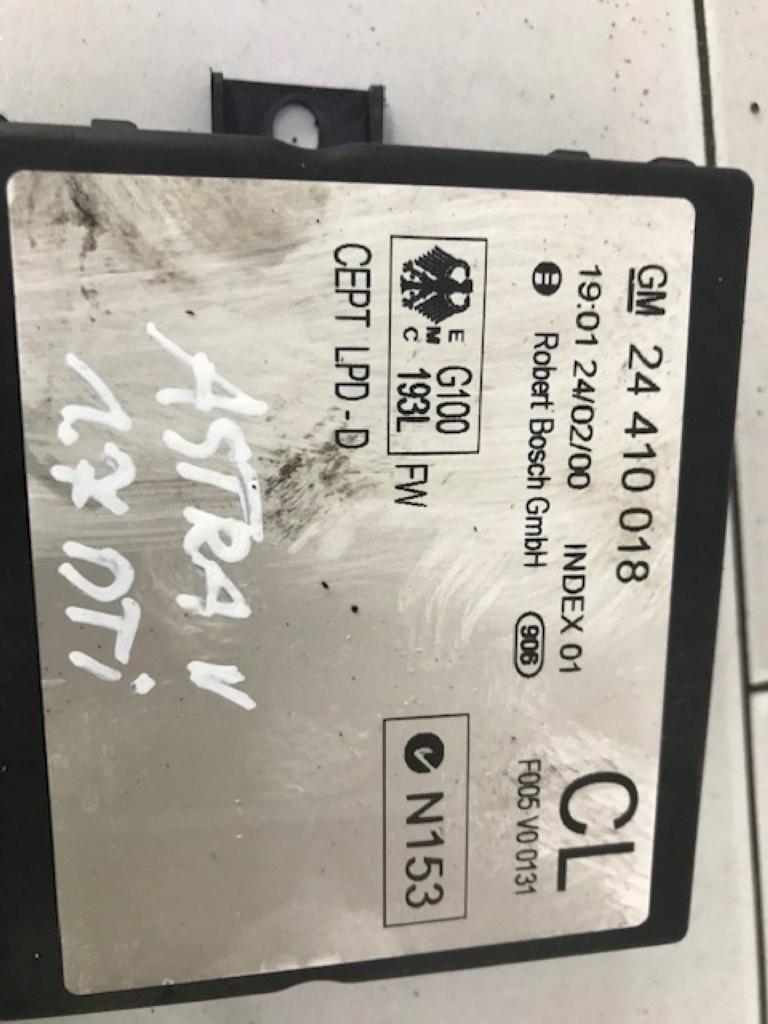 GM 24 410 018
CL
19:01 24/02/00 INDEX 01
Robert Bosch GmbH 906 F005 V0 0131
E M C G100 193L FW
N153
CEPT LPD-D
ASTRA II
1.7 DTi